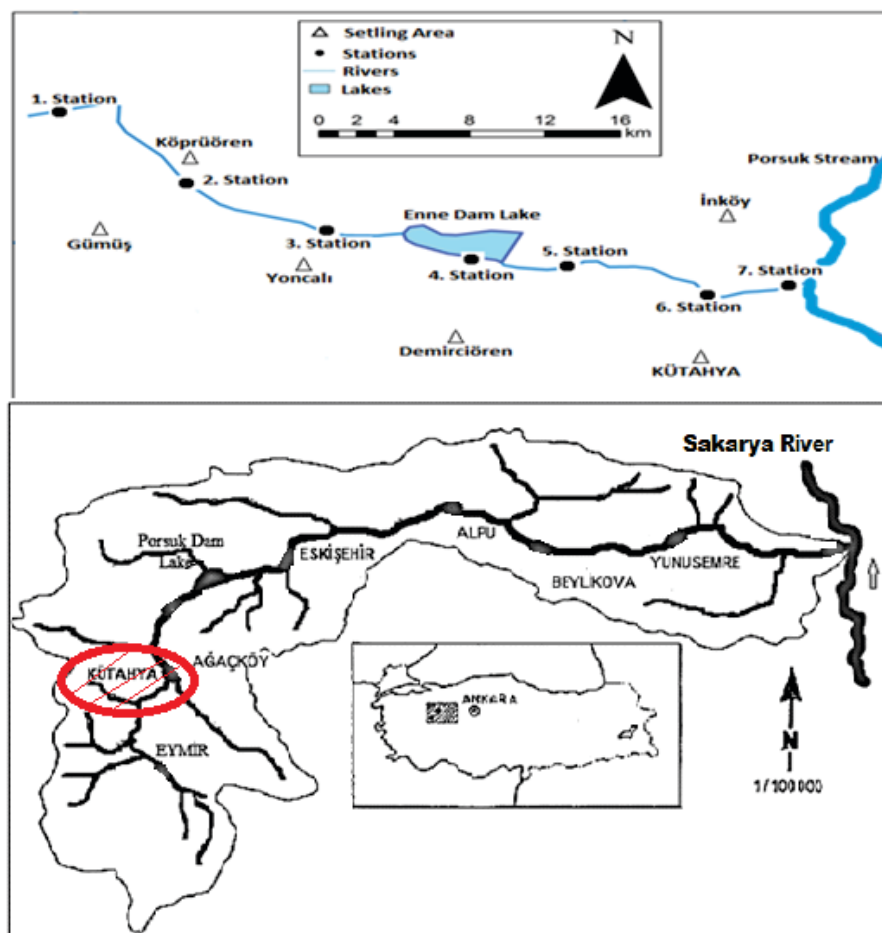 Setling Area
Stations
Rivers
Lakes
N
0 2 4 8 12 16
km
1. Station
Köprüören
2. Station
Gümüş
3. Station
Yoncalı
Enne Dam Lake
4. Station
5. Station
Demirciören
İnköy
Porsuk Stream
7. Station
6. Station
KÜTAHYA
Sakarya River
Porsuk Dam
Lake
ESKİŞEHİR
ALPU
BEYLİKOVA
YUNUSEMRE
KÜTAHYA
AĞAÇKÖY
EYMİR
ANKARA
N
1/100000